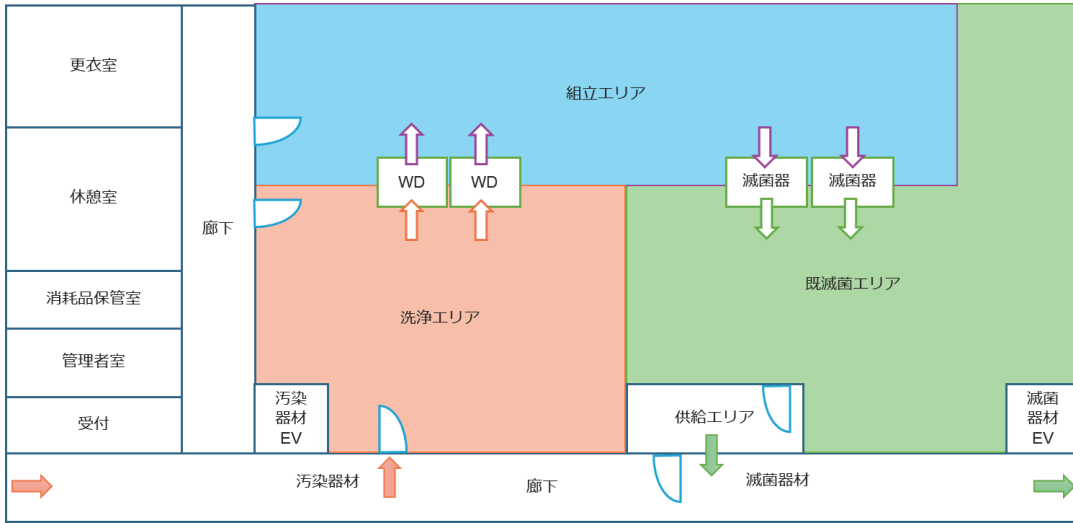 更衣室
組立エリア
WD
WD
滅菌器
滅菌器
休憩室
廊下
既滅菌エリア
消耗品保管室
洗浄エリア
管理者室
汚染
器材
EV
供給エリア
滅菌
器材
EV
受付
汚染器材
廊下
滅菌器材